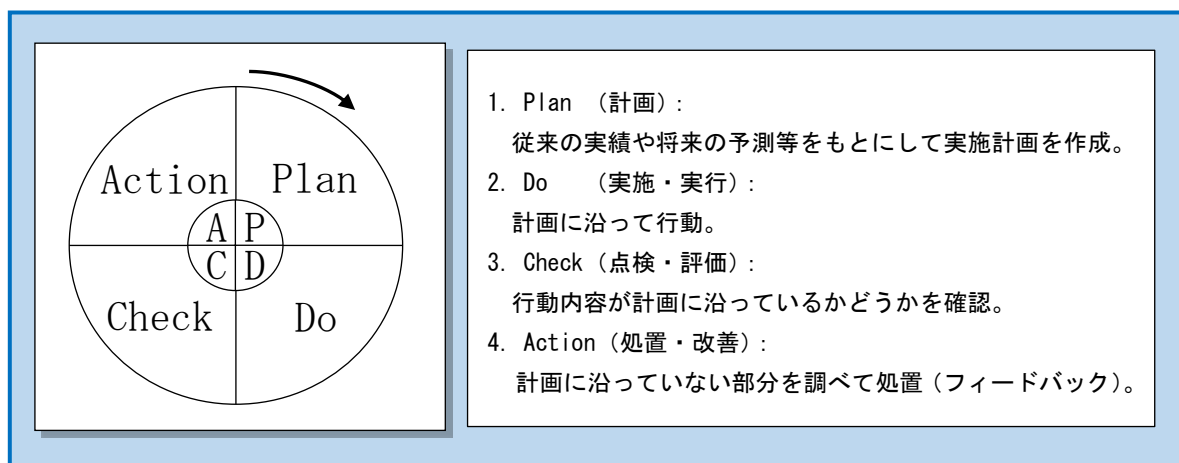 Action
Plan
A
P
C
D
Check
Do
1. Plan （計画）：
従来の実績や将来の予測等をもとにして実施計画を作成。
2. Do （実施・実行）：
計画に沿って行動。
3. Check（点検・評価）：
行動内容が計画に沿っているかどうかを確認。
4. Action（処置・改善）：
計画に沿っていない部分を調べて処置（フィードバック）。